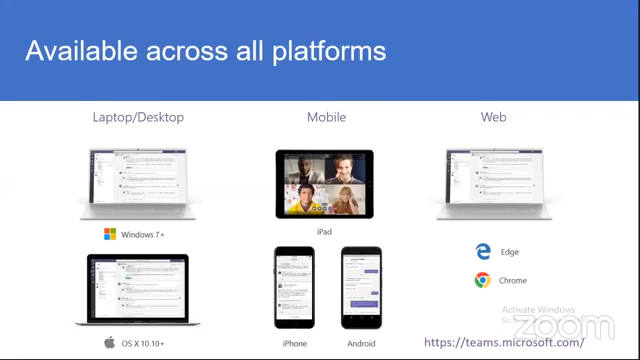 Available across all platforms
Laptop/Desktop
Mobile
Web
Windows 7+
iPad
Edge
Chrome
OS X 10.10+
iPhone
Android
Activate Windows
zoom
https://teams.microsoft.com/